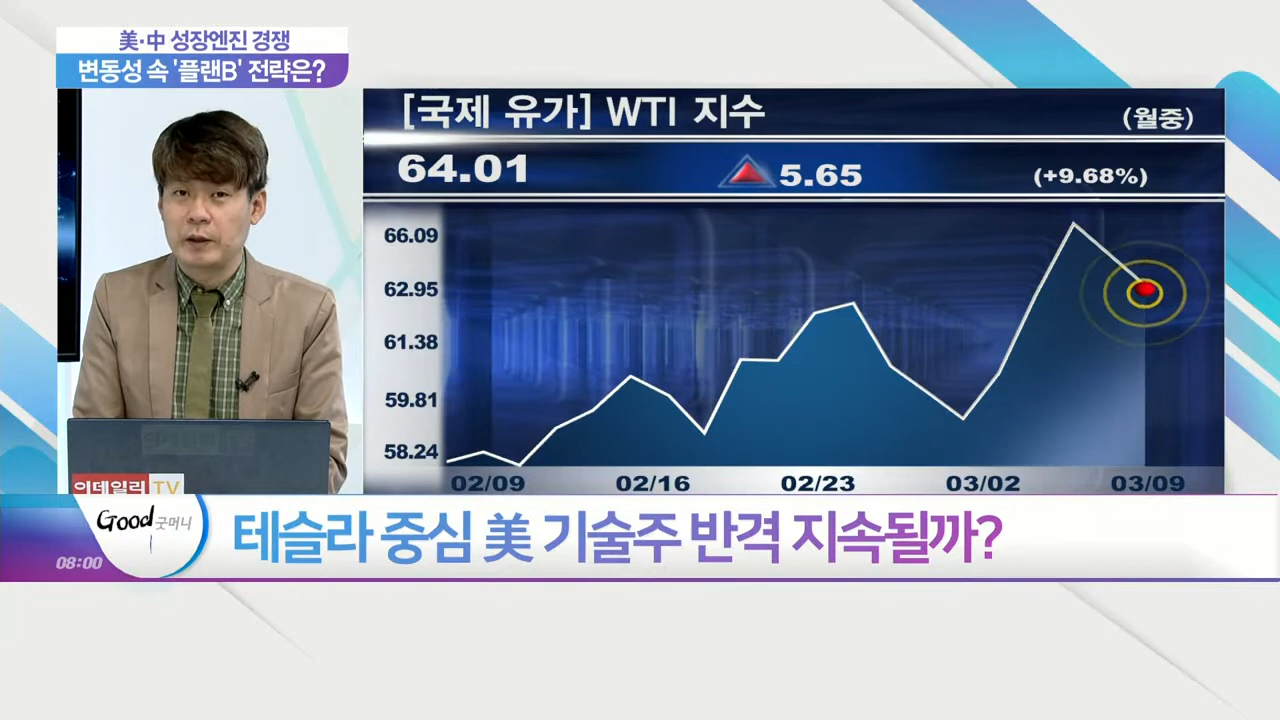 美·中 성장엔진 경쟁
변동성 속 '플랜B' 전략은?
[국제 유가] WTI 지수
(월중)
64.01
5.65
(+9.68%)
66.09
62.95
61.38
59.81
58.24
02/09
02/16
02/23
03/02
03/09
이데일리 TV
Good 굿머니
08:00
테슬라 중심 美 기술주 반격 지속될까?